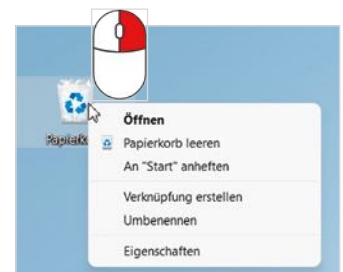 Öffnen
Papierkorb leeren
An "Start" anheften
Verknüpfung erstellen
Umbenennen
Eigenschaften